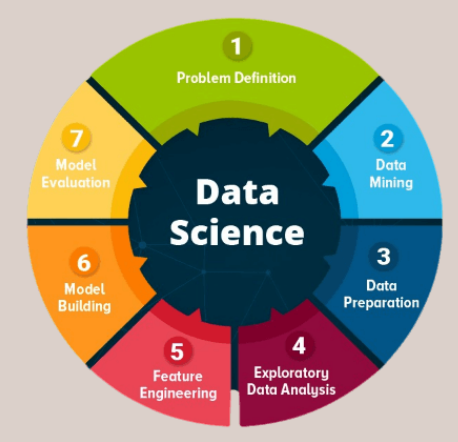 1
Problem Definition
2
Data
Mining
3
Data
Preparation
4
Exploratory
Data Analysis
5
Feature
Engineering
6
Model
Building
7
Model
Evaluation
Data
Science